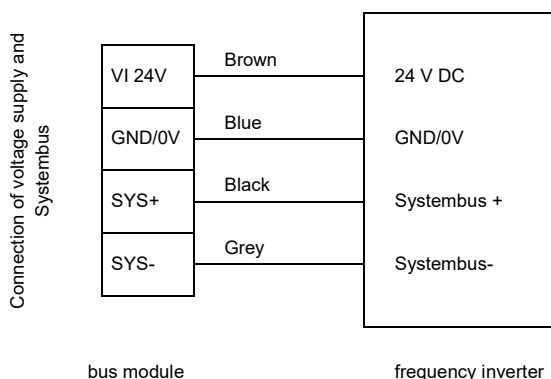 Connection of voltage supply and
Systembus
VI 24V
Brown
24 V DC
GND/0V
Blue
GND/0V
SYS+
Black
Systembus +
SYS-
Grey
Systembus-
bus module
frequency inverter